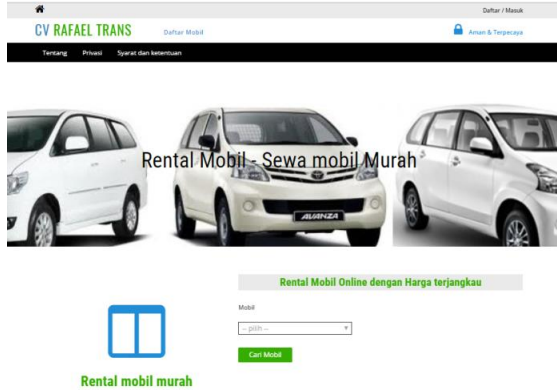 Daftar / Masuk
CV RAFAEL TRANS
Daftar Mobil
Aman & Terpecaya
Tentang Privasi Syarat dan ketentuan
Rental Mobil - Sewa mobil Murah
AVANZA
Rental Mobil Online dengan Harga terjangkau
Mobil
-- pilih --
Cari Mobil
Rental mobil murah